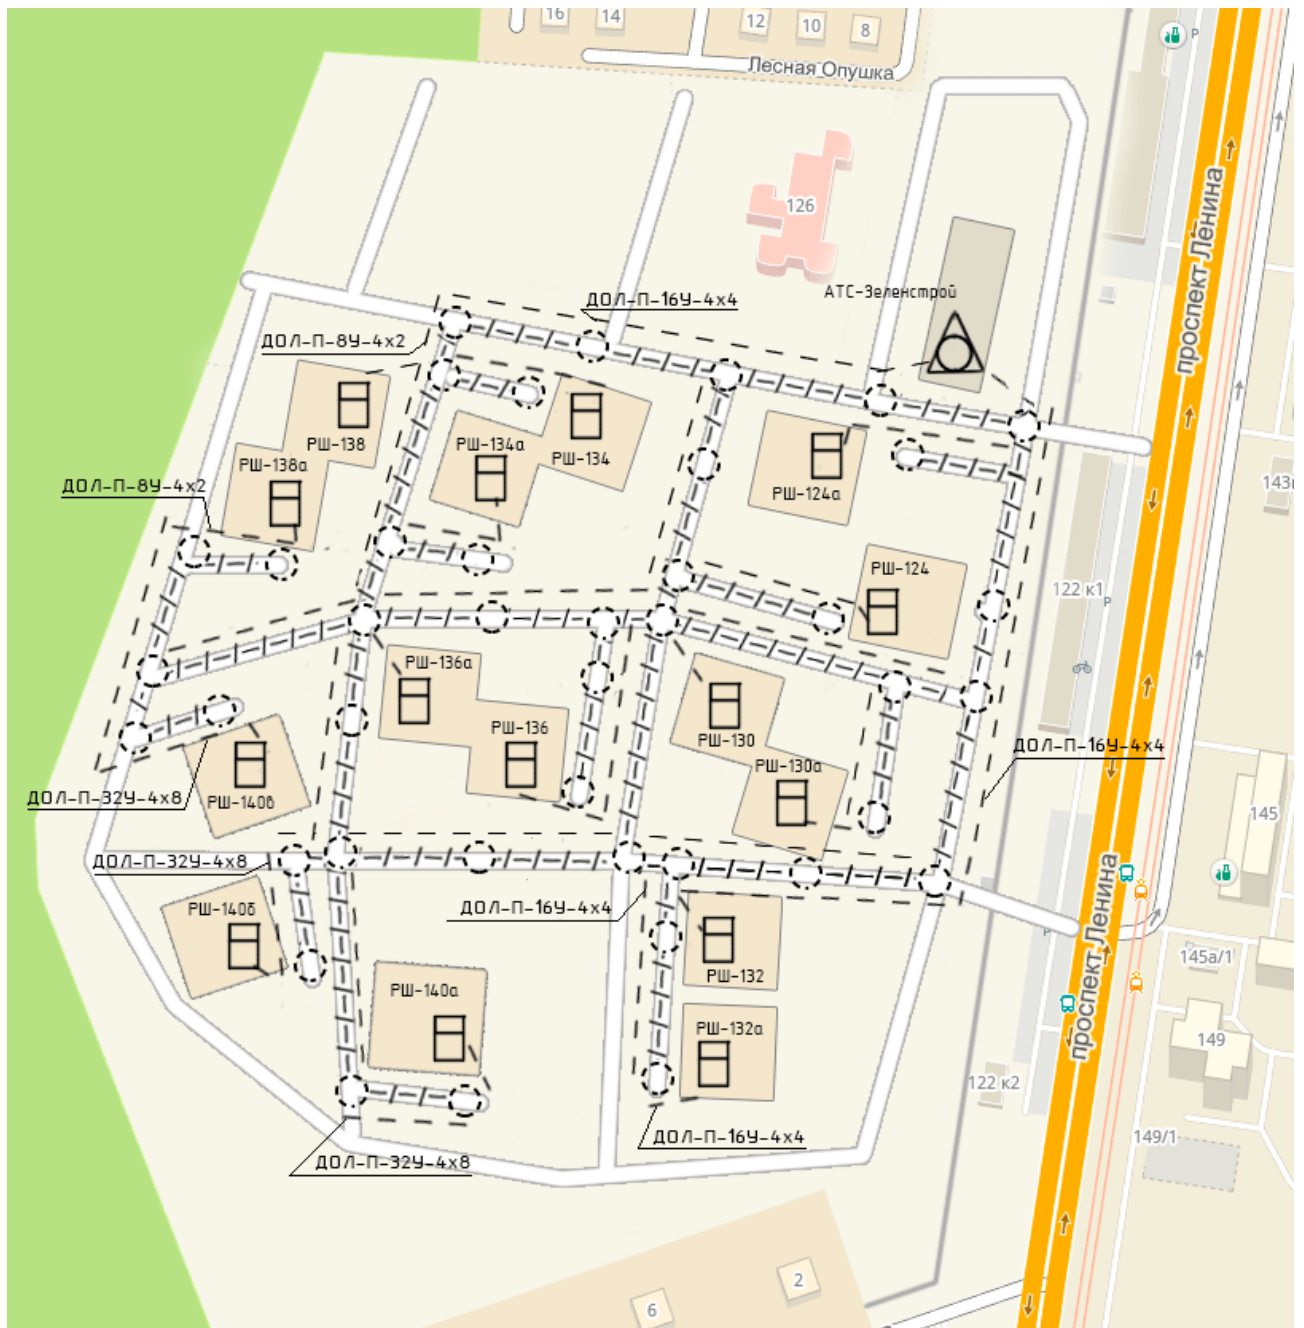 16
14
12
10
8
Р
Лесная Опушка
126
проспект Ленина
АТС-Зеленстрой
ДОЛ-П-16У-4х4
ДОЛ-П-8У-4х2
РШ-138
РШ-134а
РШ-134
РШ-138а
РШ-124а
ДОЛ-П-8У-4х2
РШ-124
122 к1
Р
РШ-136а
РШ-136
РШ-130
РШ-130а
ДОЛ-П-16У-4х4
ДОЛ-П-32У-4х8
РШ-140в
145
ДОЛ-П-32У-4х8
РШ-140б
ДОЛ-П-16У-4х4
Р
проспект Ленина
145а/1
РШ-132
РШ-140а
РШ-132а
149
122 к2
149/1
ДОЛ-П-16У-4х4
ДОЛ-П-32У-4х8
2
6